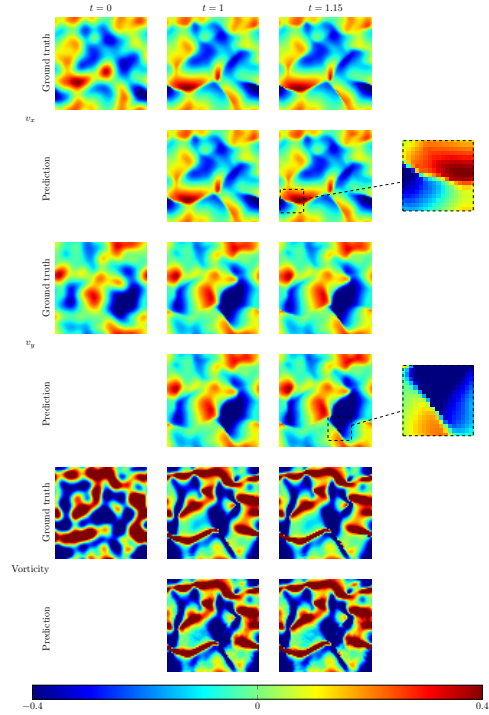 t = 0
t = 1
t = 1.15
Ground truth
v_x
Prediction
Ground truth
v_y
Prediction
Ground truth
Vorticity
Prediction
−0.4
0
0.4